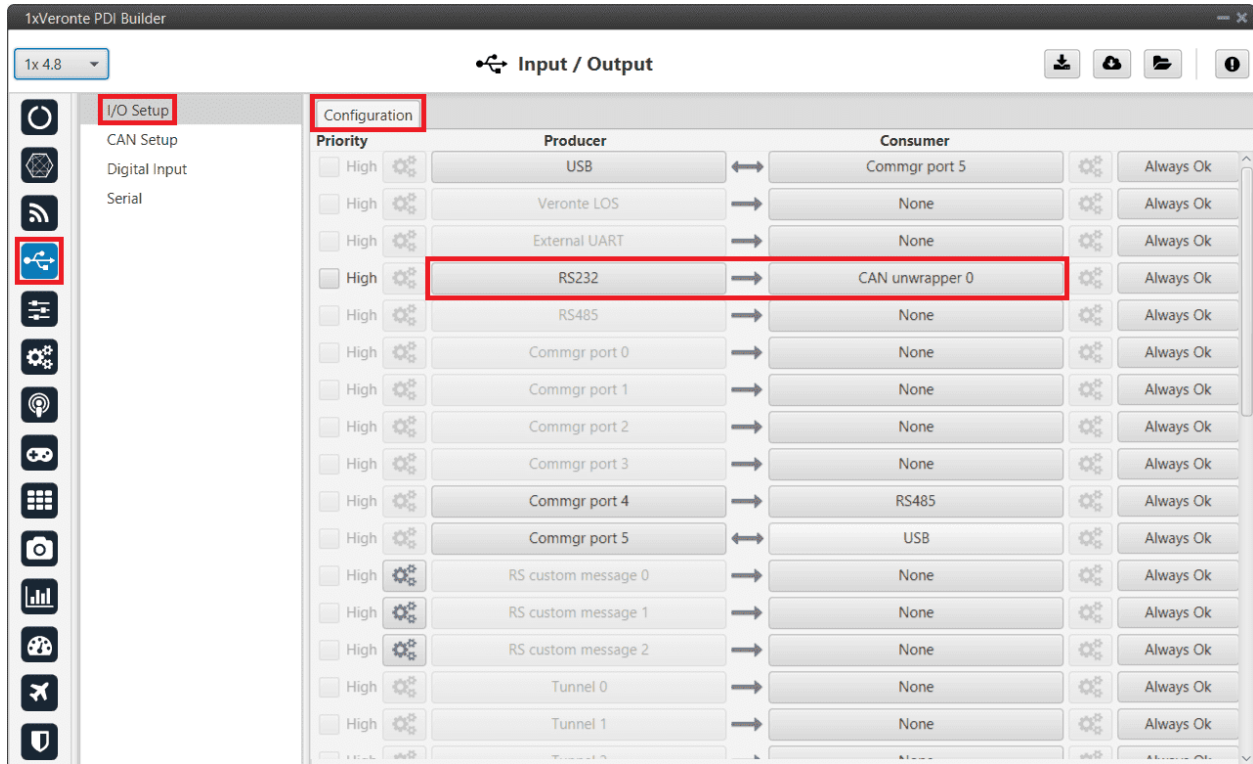 1xVeronte PDI Builder
1x 4.8
Input / Output
I/O Setup
CAN Setup
Digital Input
Serial
Configuration
Priority Producer Consumer
High USB Commgr port 5 Always Ok
High Veronte LOS None Always Ok
High External UART None Always Ok
High RS232 CAN unwrapper 0 Always Ok
High RS485 None Always Ok
High Commgr port 0 None Always Ok
High Commgr port 1 None Always Ok
High Commgr port 2 None Always Ok
High Commgr port 3 None Always Ok
High Commgr port 4 RS485 Always Ok
High Commgr port 5 USB Always Ok
High RS custom message 0 None Always Ok
High RS custom message 1 None Always Ok
High RS custom message 2 None Always Ok
High Tunnel 0 None Always Ok
High Tunnel 1 None Always Ok